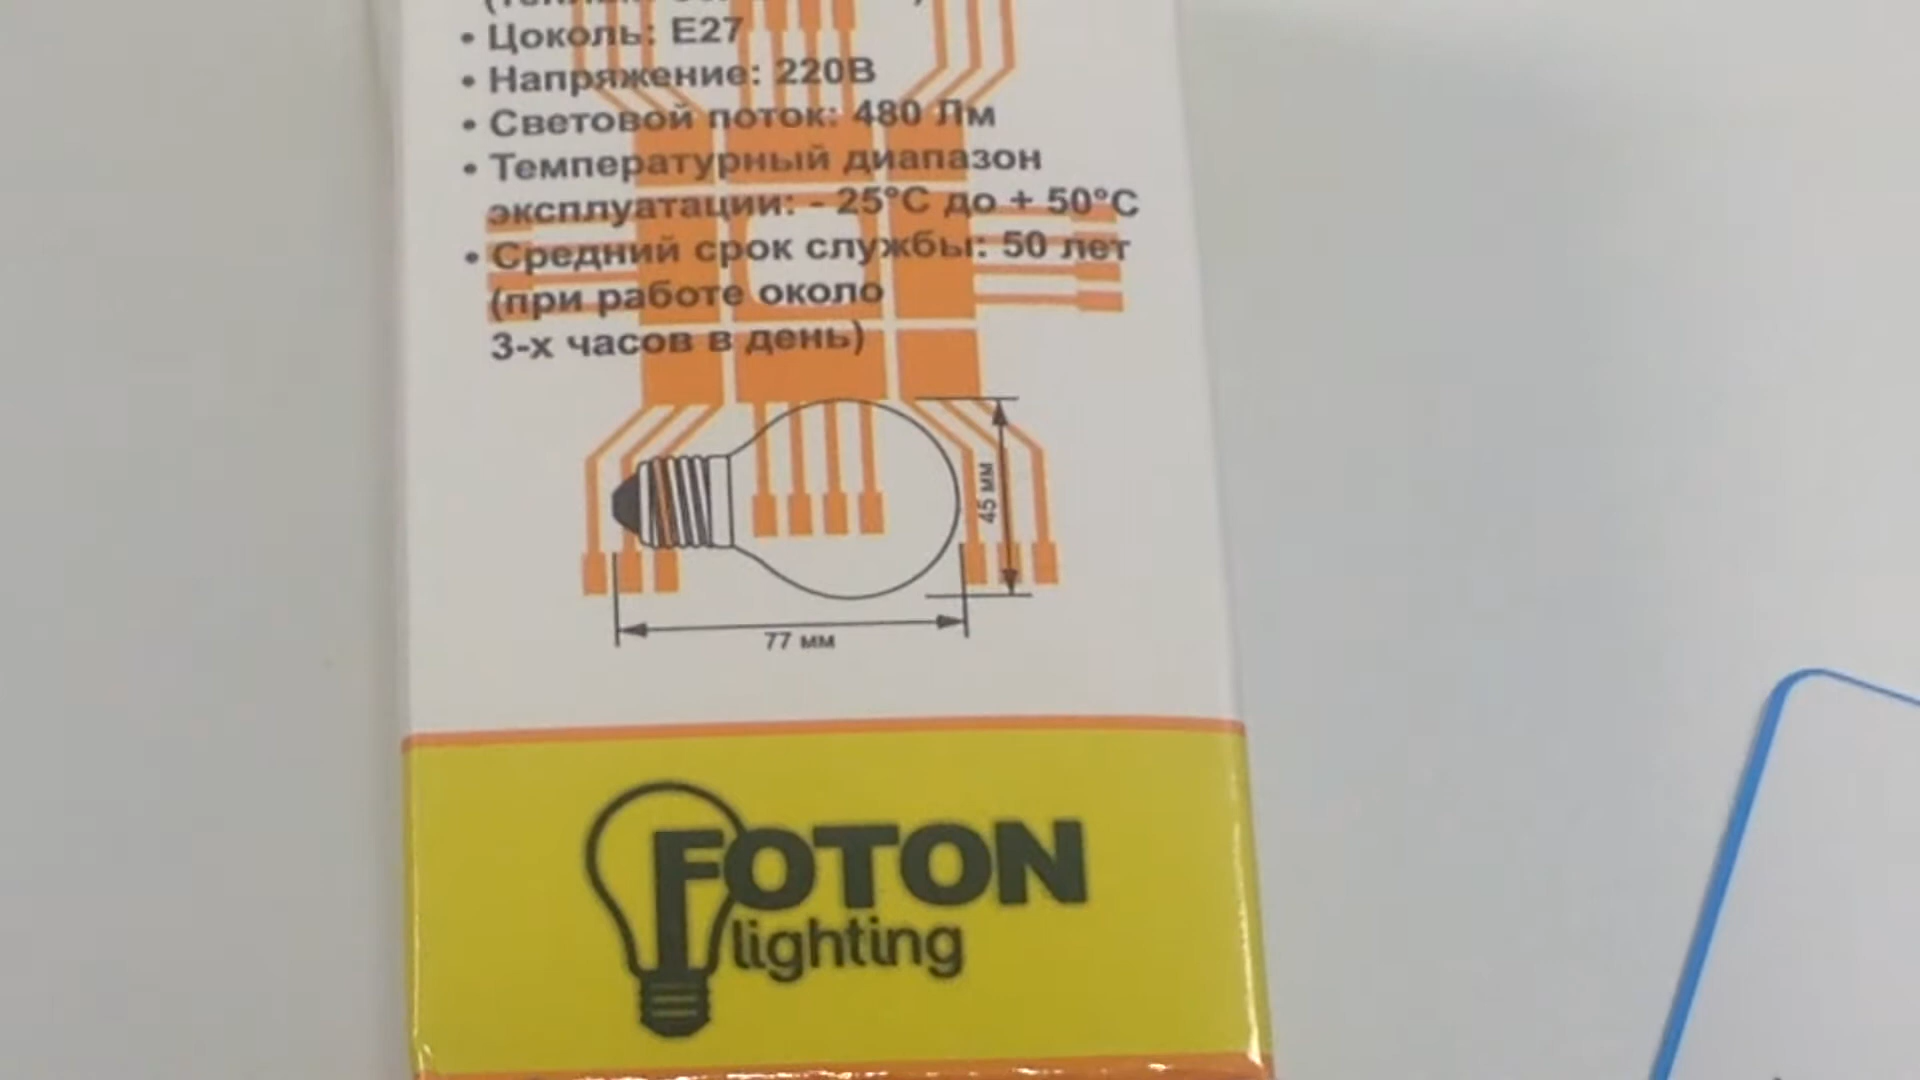 • Цоколь: E27
• Напряжение: 220В
• Световой поток: 480 Лм
• Температурный диапазон
эксплуатации: - 25°C до + 50°C
• Средний срок службы: 50 лет
(при работе около
3-х часов в день)
45 мм
77 мм
FOTON
lighting